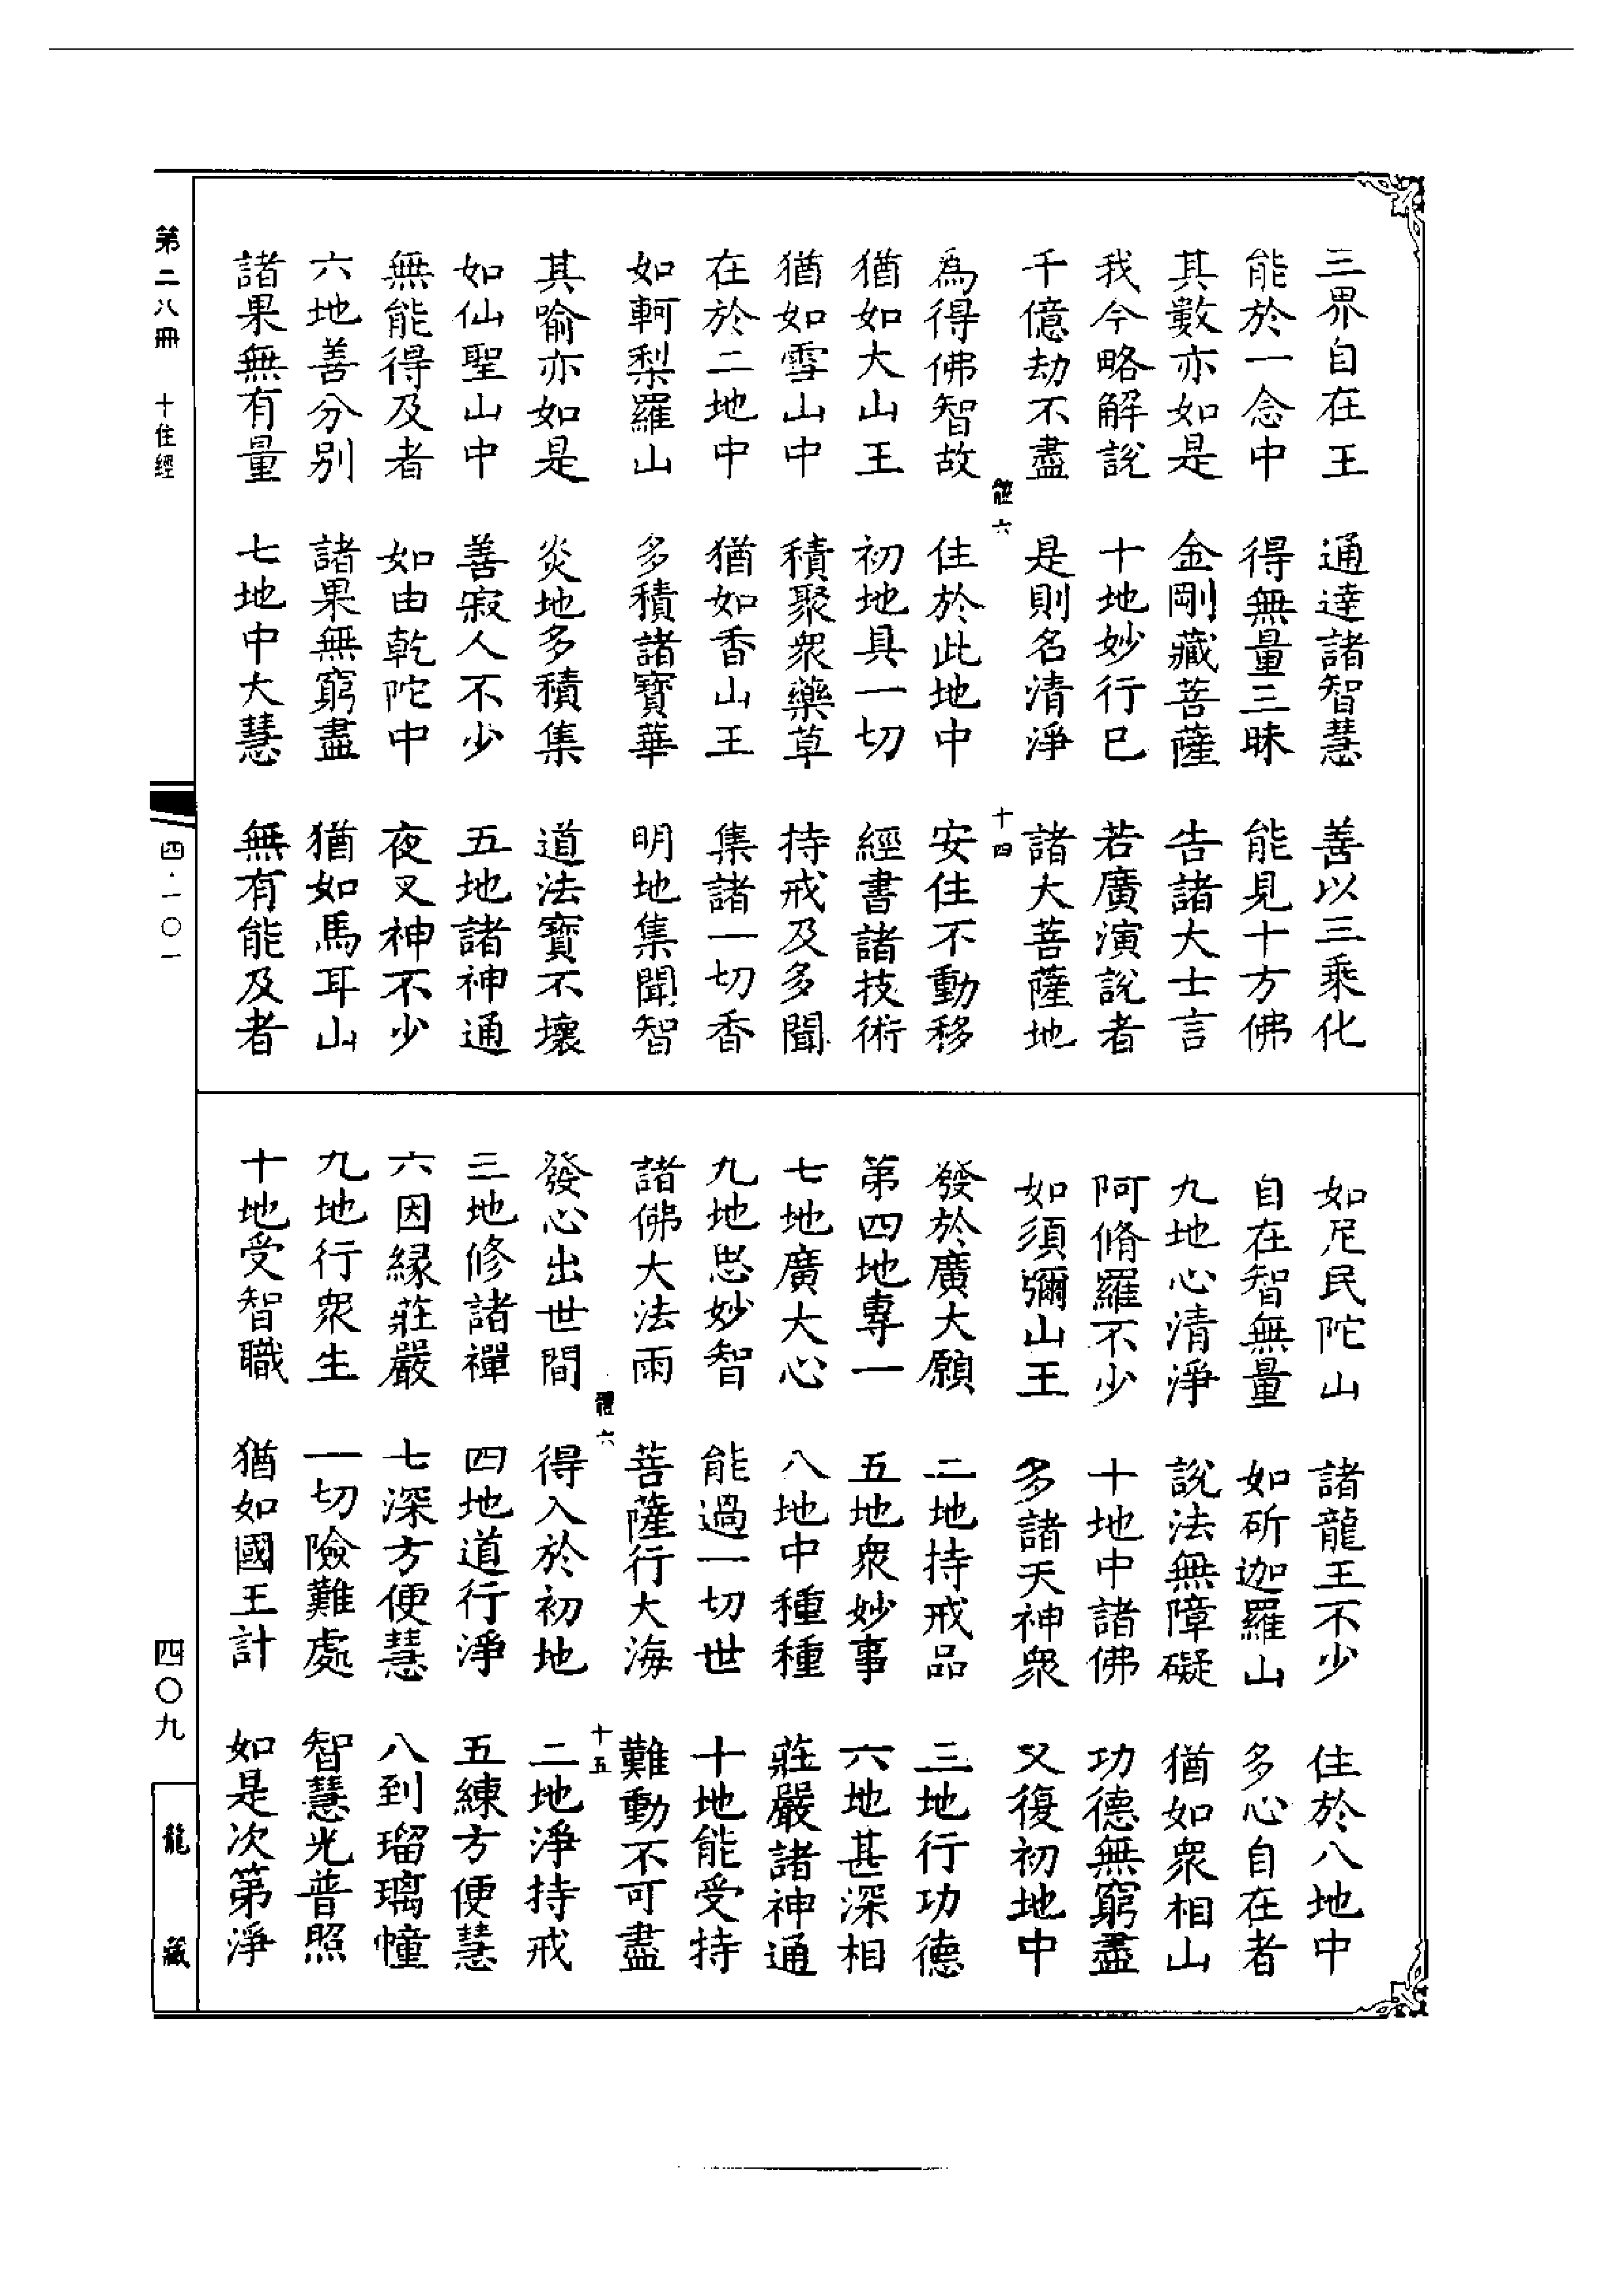 三界自在王　通達諸智慧　善以三乘化
能於一念中　得無量三昧　能見十方佛
其數亦如是　金剛藏菩薩　告諸大士言
我今略解說　十地妙行已　若廣演說者
千億劫不盡　是則名清淨　諸大菩薩地
體六　十四
為得佛智故　住於此地中　安住不動移
猶如大山王　初地具一切　經書諸技術
猶如雪山中　積聚衆藥草　持戒及多聞
在於二地中　猶如香山王　集諸一切香
如軻梨羅山　多積諸寶華　明地集聞智
其喻亦如是　炎地多積集　道法寶不壞
如仙聖山中　善寂人不少　五地諸神通
無能得及者　如由乾陀中　夜叉神不少
六地善分別　諸果無窮盡　猶如馬耳山
諸果無有量　七地中大慧　無有能及者
如尼民陀山　諸龍王不少　住於八地中
自在智無量　如斫迦羅山　多心自在者
九地心清淨　說法無障礙　猶如衆相山
阿脩羅不少　十地中諸佛　功德無窮盡
如須彌山王　多諸天神衆　又復初地中
發於廣大願　二地持戒品　三地行功德
第四地專一　五地衆妙事　六地甚深相
七地廣大心　八地中種種　莊嚴諸神通
九地思妙智　能過一切世　十地能受持
諸佛大法雨　菩薩行大海　難動不可盡
體六　十五
發心出世間　得入於初地　二地淨持戒
三地修諸禪　四地道行淨　五練方便慧
六因緣莊嚴　七深方便慧　八到瑠璃幢
九地行衆生　一切險難處　智慧光普照
十地受智職　猶如國王計　如是次第淨
第二八冊　十住經　四·一〇一　四〇九　龍藏